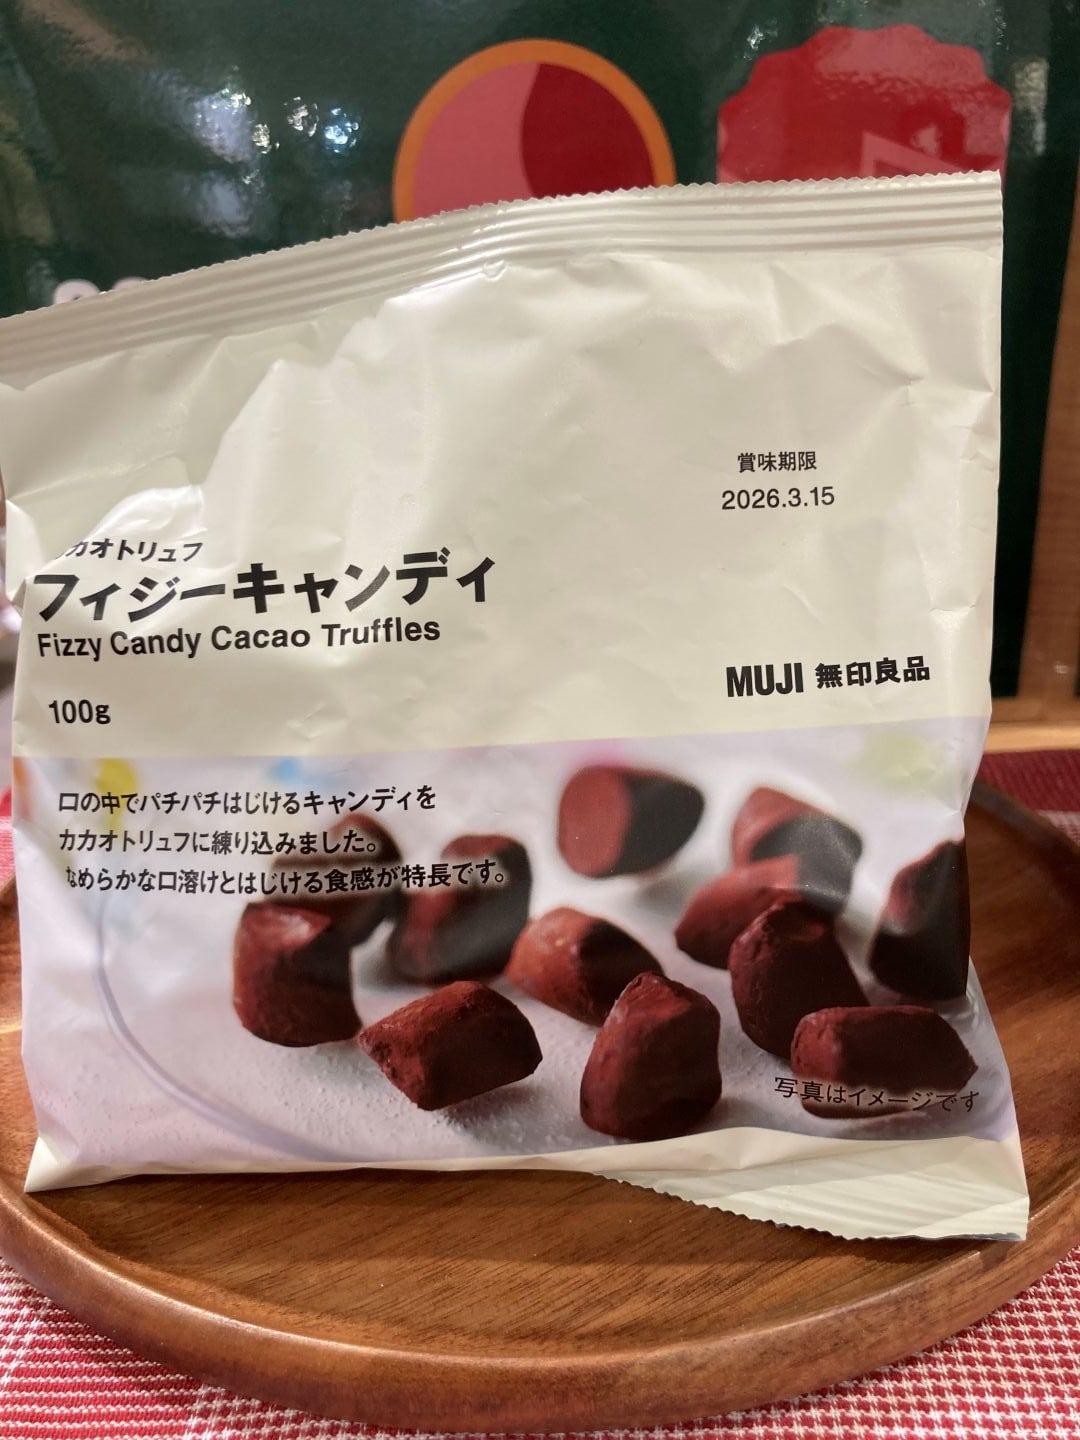 賞味期限
2026.3.15
カカオトリュフ
フィジーキャンディ
Fizzy Candy Cacao Truffles
100g
MUJI 無印良品
口の中でパチパチはじけるキャンディを
カカオトリュフに練り込みました。
なめらかな口溶けとはじける食感が特長です。
写真はイメージです